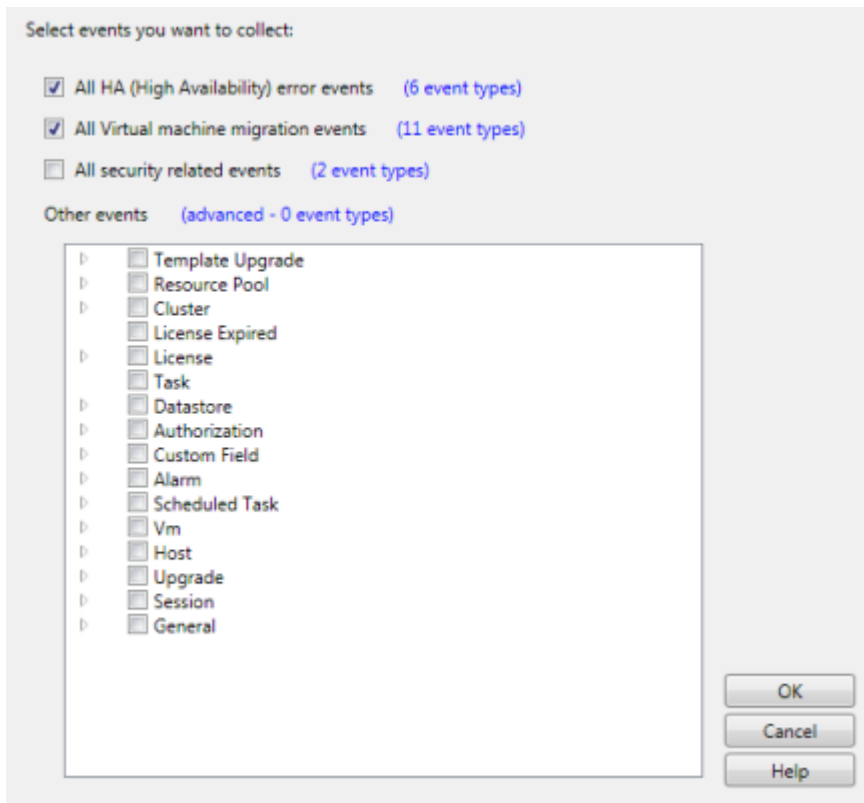 Select events you want to collect:
All HA (High Availability) error events (6 event types)
All Virtual machine migration events (11 event types)
All security related events (2 event types)
Other events (advanced - 0 event types)
Template Upgrade
Resource Pool
Cluster
License Expired
License
Task
Datastore
Authorization
Custom Field
Alarm
Scheduled Task
Vm
Host
Upgrade
Session
General
OK
Cancel
Help